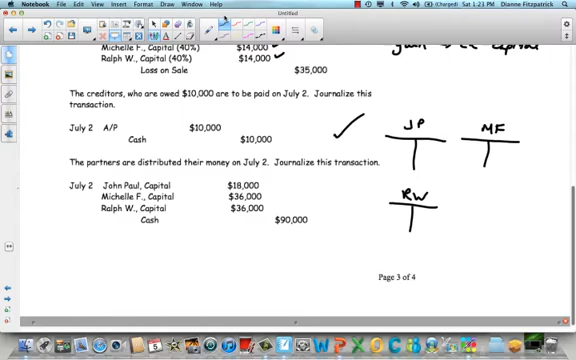 Notebook File Edit View Insert Format Draw Window Help (Charged) Sat 5 1:23 PM Dianne Fitzpatrick
Untitled
Michelle F., Capital (40%) $14,000
Ralph W., Capital (40%) $14,000
Loss on Sale $35,000
The creditors, who are owed $10,000 are to be paid on July 2. Journalize this
transaction.
July 2 A/P $10,000
Cash $10,000
JP MF
The partners are distributed their money on July 2. Journalize this transaction.
July 2 John Paul, Capital $18,000
Michelle F., Capital $36,000
RW
Ralph W., Capital $36,000
Cash $90,000
Page 3 of 4